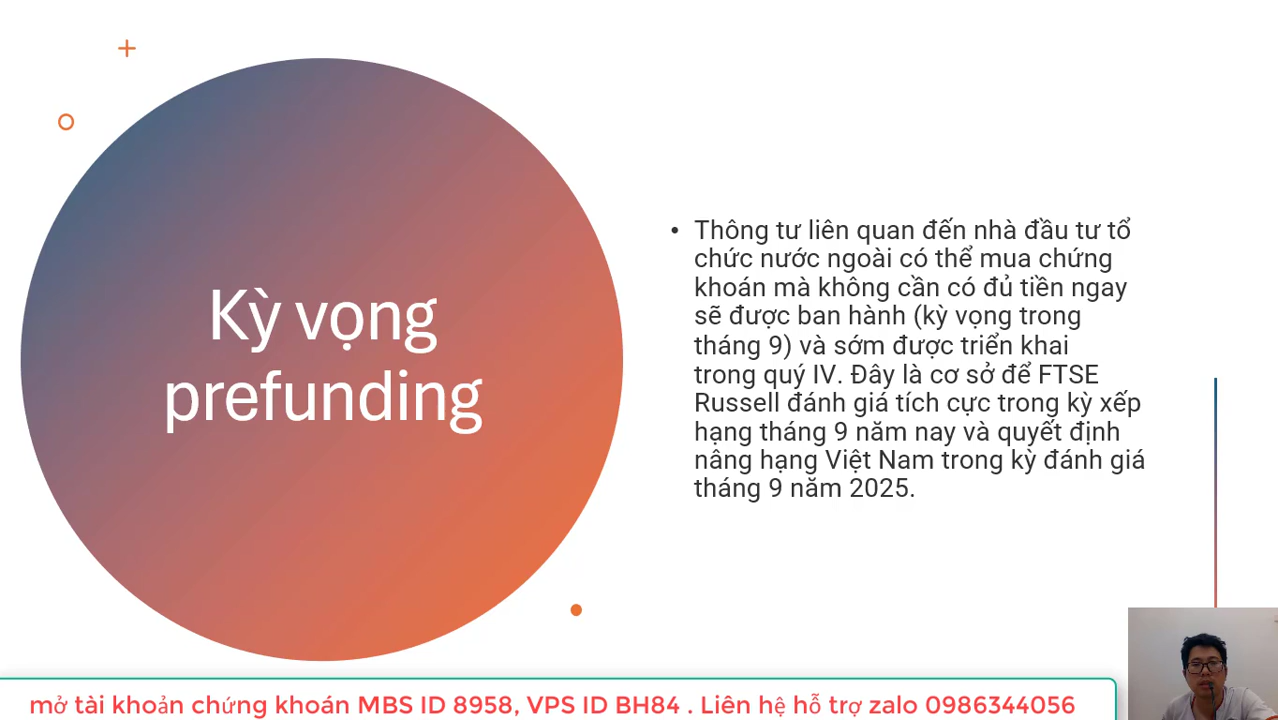 Kỳ vọng
prefunding
• Thông tư liên quan đến nhà đầu tư tổ
chức nước ngoài có thể mua chứng
khoán mà không cần có đủ tiền ngay
sẽ được ban hành (kỳ vọng trong
tháng 9) và sớm được triển khai
trong quý IV. Đây là cơ sở để FTSE
Russell đánh giá tích cực trong kỳ xếp
hạng tháng 9 năm nay và quyết định
nâng hạng Việt Nam trong kỳ đánh giá
tháng 9 năm 2025.
mở tài khoản chứng khoán MBS ID 8958, VPS ID BH84 . Liên hệ hỗ trợ zalo 0986344056